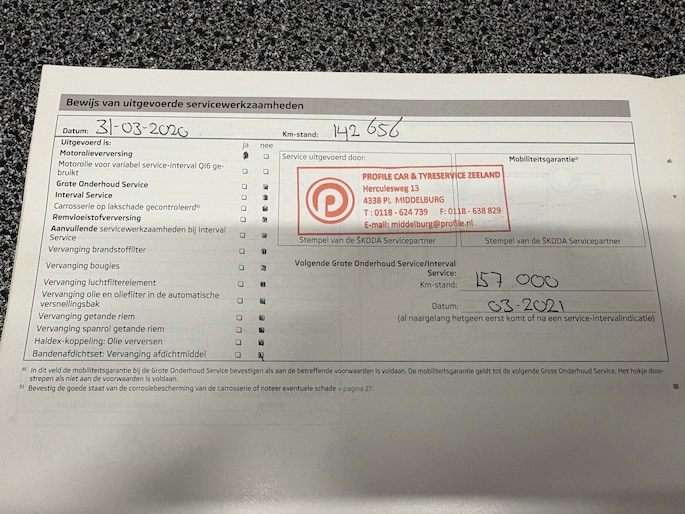 Bewijs van uitgevoerde servicewerkzaamheden
Datum: 31-03-2020 Km-stand: 142 656
Uitgevoerd is: ja nee
Motorolieverversing
Motorolie voor variabel service-interval QI6 ge-
bruikt
Grote Onderhoud Service
Interval Service
Carrosserie op lakschade gecontroleerd b)
Remvloeistofverversing
Aanvullende servicewerkzaamheden bij Interval
Service
Vervanging brandstoffilter
Vervanging bougies
Vervanging luchtfilterelement
Vervanging olie en oliefilter in de automatische
versnellingsbak
Vervanging getande riem
Vervanging spanrol getande riem
Haldex-koppeling: Olie verversen
Bandenafdichtset: Vervanging afdichtmiddel
Service uitgevoerd door:
PROFILE CAR & TYRESERVICE ZEELAND
Herculesweg 13
4338 PL MIDDELBURG
T : 0118 - 624 739 F: 0118 - 638 829
E-mail: middelburg@profile.nl
Stempel van de ŠKODA Servicepartner
Mobiliteitsgarantie a)
Stempel van de ŠKODA Servicepartner
Volgende Grote Onderhoud Service/Interval
Service:
Km-stand: 157.000
Datum: 03-2021
(al naargelang hetgeen eerst komt of na een service-intervalindicatie)
a) In dit veld de mobiliteitsgarantie bij de Grote Onderhoud Service bevestigen als aan de betreffende voorwaarden is voldaan. De mobiliteitsgarantie geldt tot de volgende Grote Onderhoud Service. Het hokje door-
strepen als niet aan de voorwaarden is voldaan.
b) Bevestig de goede staat van de corrosiebescherming van de carrosserie of noteer eventuele schade » pagina 27.